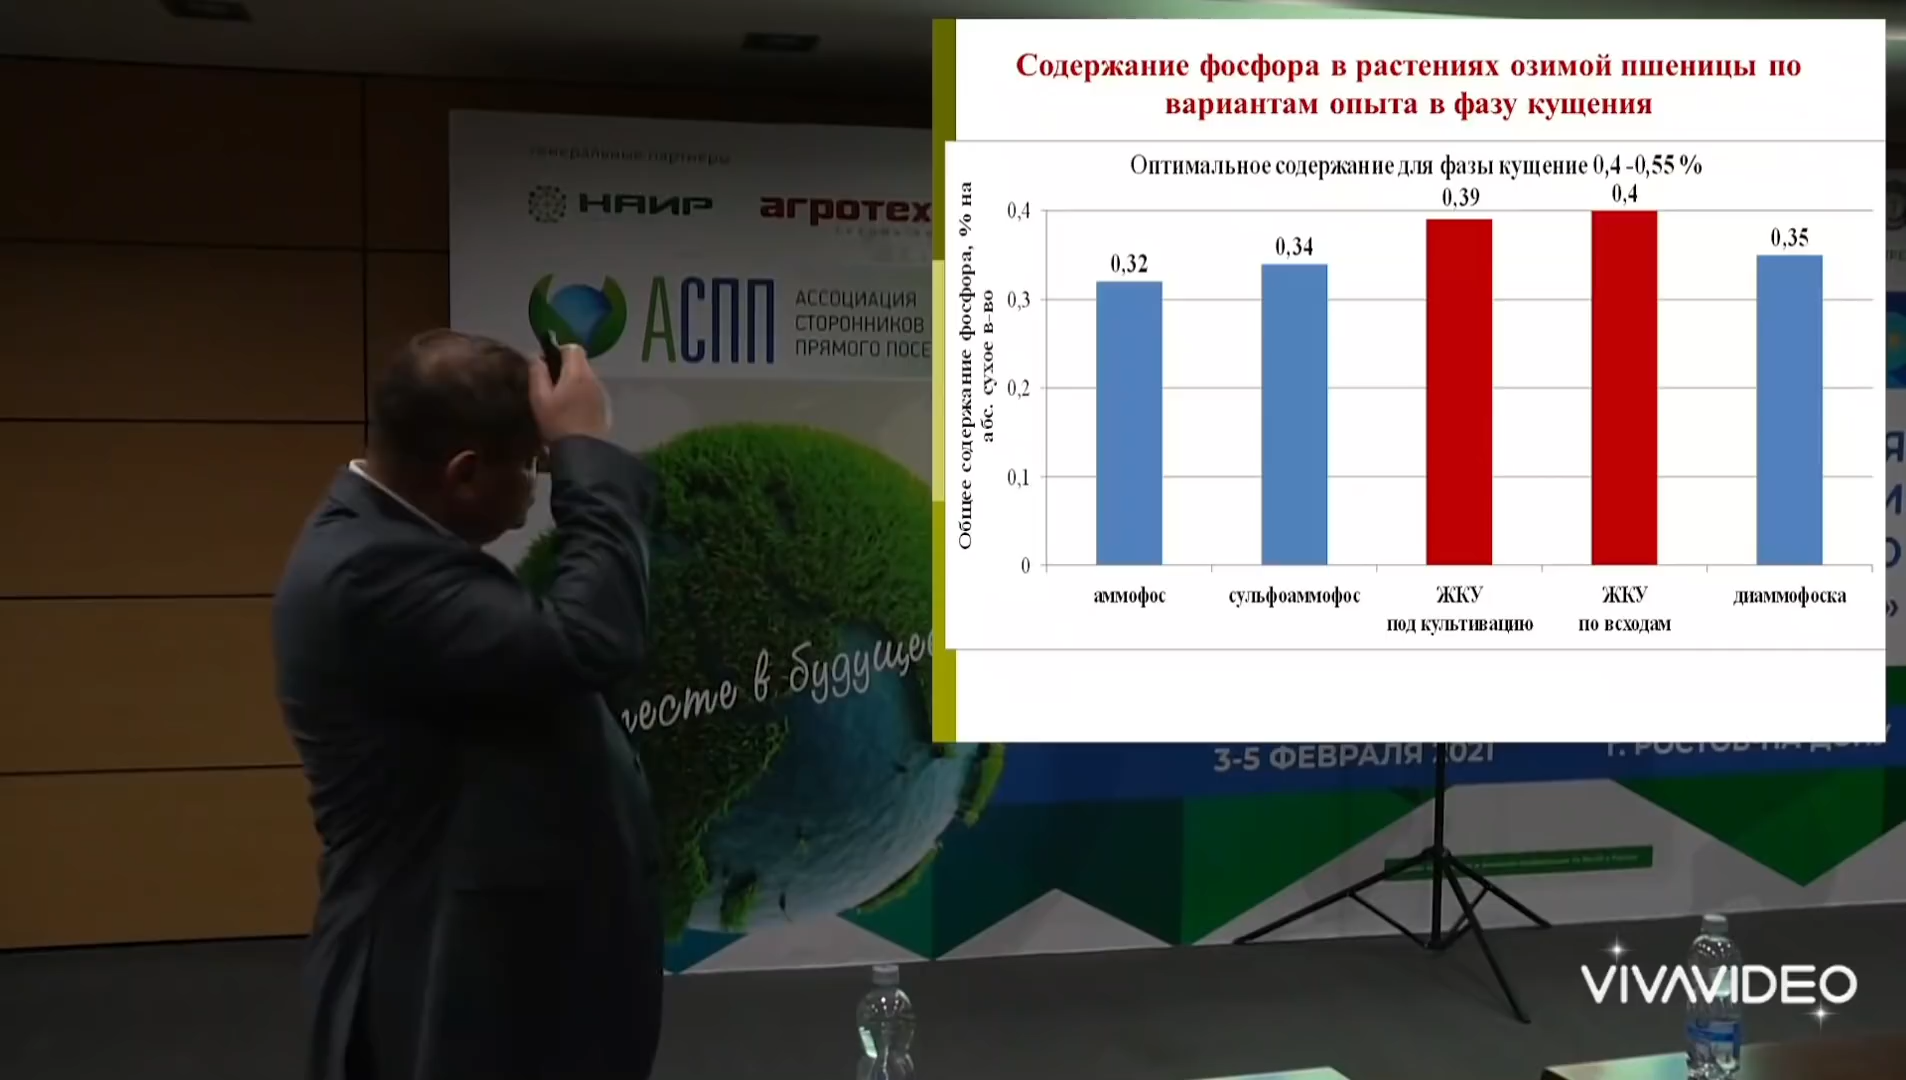 Содержание фосфора в растениях озимой пшеницы по
вариантам опыта в фазу кущения
Оптимальное содержание для фазы кущение 0,4 -0,55 %
Общее содержание фосфора, % на
абс. сухое в-во
0,4
0,3
0,2
0,1
0
0,32
0,34
0,39
0,4
0,35
аммофос
сульфоаммофос
ЖКУ
под культивацию
ЖКУ
по всходам
диаммофоска
генеральные партнеры
НАИР
агротех
АСПП
АССОЦИАЦИЯ
СТОРОННИКОВ
ПРЯМОГО ПОСЕ
месте в будуще
3-5 ФЕВРАЛЯ 2021
Г. РОСТОВ-НА-ДОНУ
VIVAVIDEO